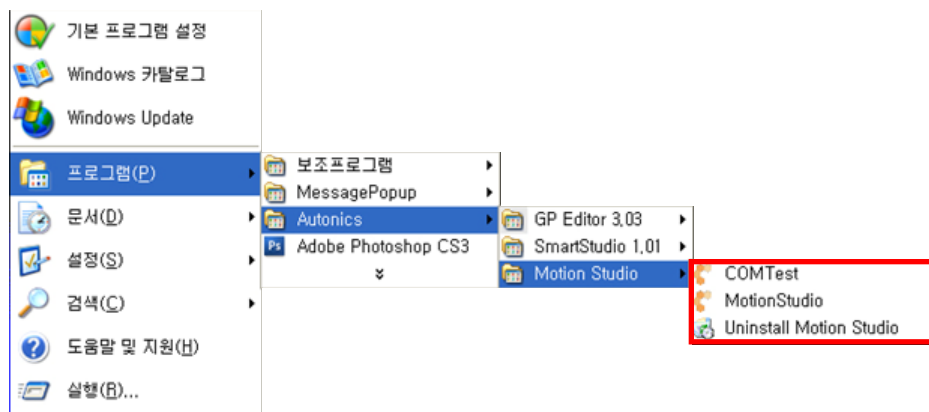 기본 프로그램 설정
Windows 카탈로그
Windows Update
프로그램(P)
문서(D)
설정(S)
검색(C)
도움말 및 지원(H)
실행(R)...
보조프로그램
MessagePopup
Autonics
Ps Adobe Photoshop CS3
GP Editor 3,03
SmartStudio 1,01
Motion Studio
COMTest
MotionStudio
Uninstall Motion Studio